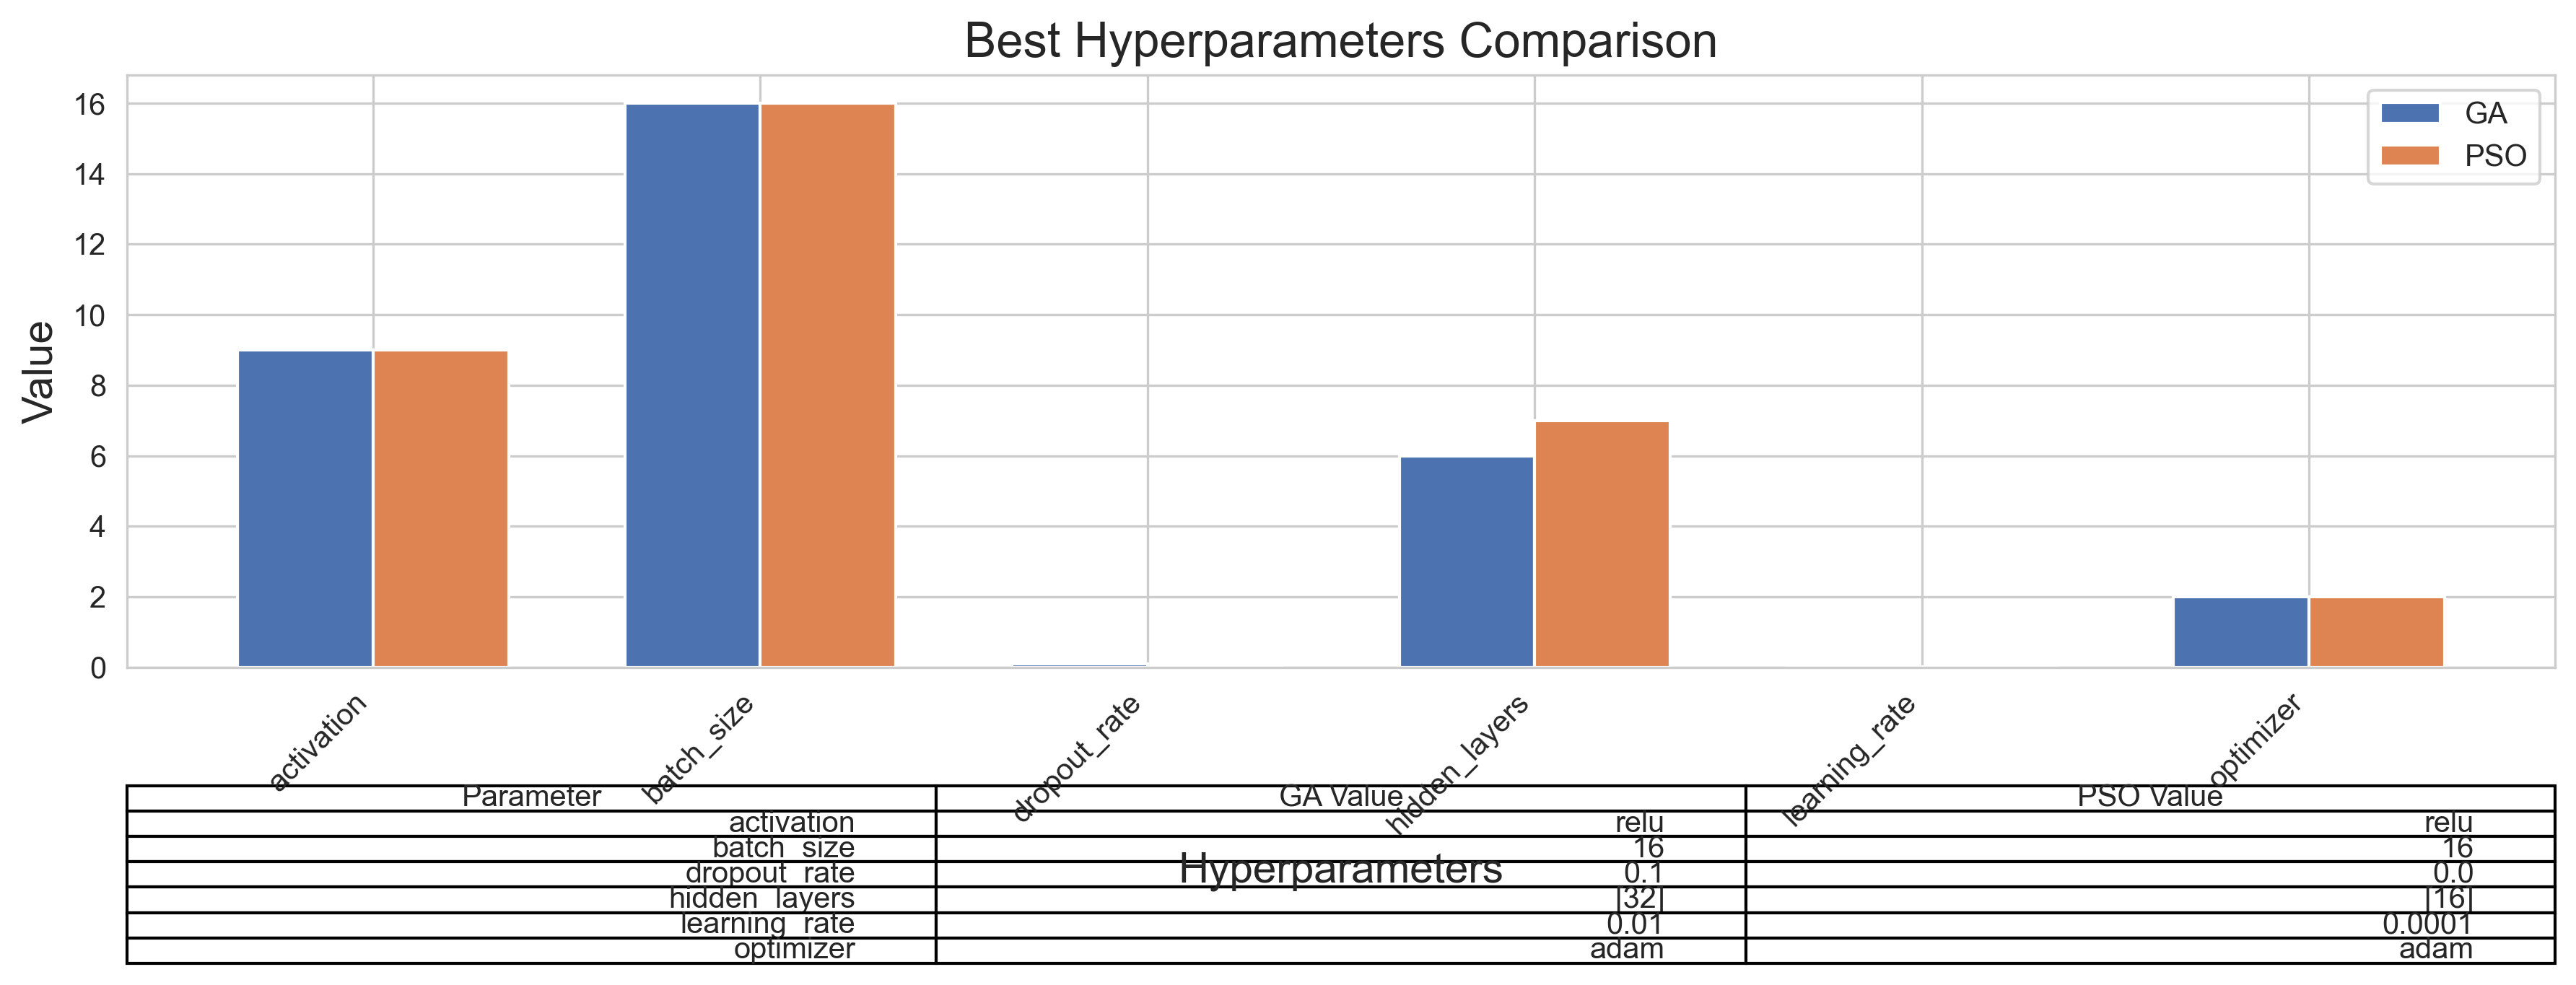 Best Hyperparameters Comparison
GA
PSO
Value
16
14
12
10
8
6
4
2
0
activation
batch_size
dropout_rate
hidden_layers
learning_rate
optimizer
Hyperparameters
Parameter GA Value PSO Value
activation relu relu
batch_size 16 16
dropout_rate 0.1 0.0
hidden_layers [32] [16]
learning_rate 0.01 0.0001
optimizer adam adam